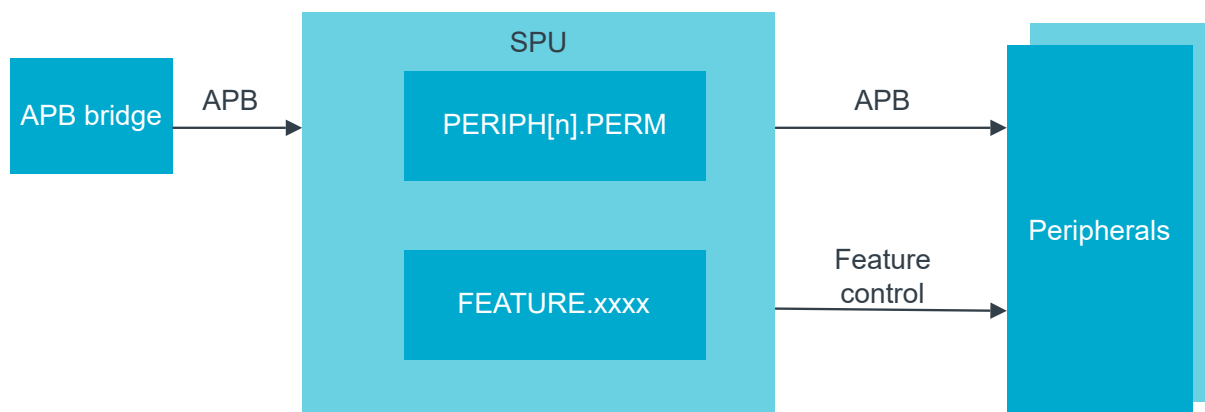 SPU
APB bridge
APB
PERIPH[n].PERM
APB
FEATURE.xxxx
Feature
control
Peripherals